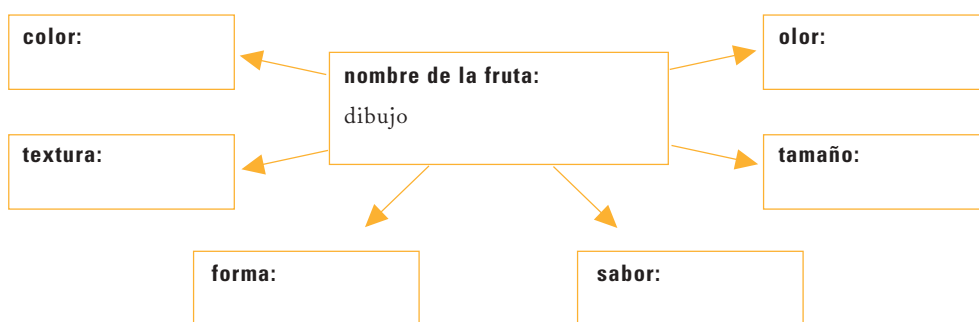 color:
olor:
nombre de la fruta:
dibujo
textura:
tamaño:
forma:
sabor: